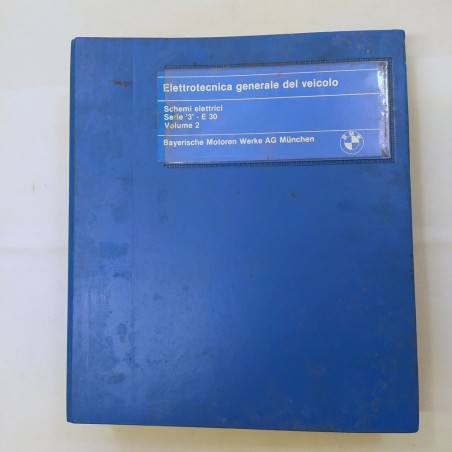 Elettrotecnica generale del veicolo
Schemi elettrici
Serie '3' - E 30
Volume 2
Bayerische Motoren Werke AG München